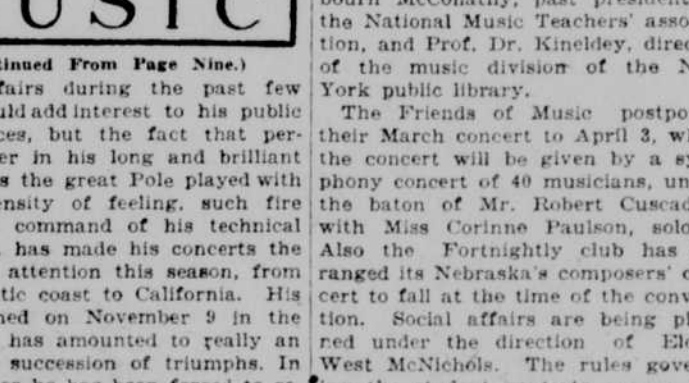 USIC
tinued From Page Nine.)
fairs during the past few
uld add interest to his public
ces, but the fact that per-
er in his long and brilliant
s the great Pole played with
ensity of feeling, such fire
command of his technical
has made his concerts the
attention this season, from
tic coast to California. His
ned on November 9 in the
has amounted to really an
succession of triumphs. In
bourn McConathy, past president
the National Music Teachers' asso
tion, and Prof. Dr. Kineldey, direc
of the music division of the N
York public library.
The Friends of Music postpo
their March concert to April 3, w
the concert will be given by a sy
phony concert of 40 musicians, un
the baton of Mr. Robert Cuscad
with Miss Corinne Paulson, solo
Also the Fortnightly club has
ranged its Nebraska's composers' c
cert to fall at the time of the conv
tion. Social affairs are being pl
ned under the direction of Elo
West McNichols. The rules gove